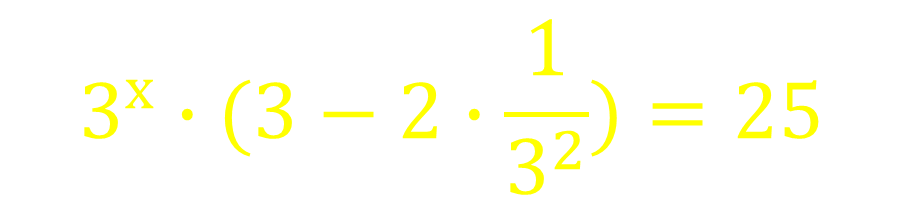 3ˣ · (3 − 2 · 1/3²) = 25